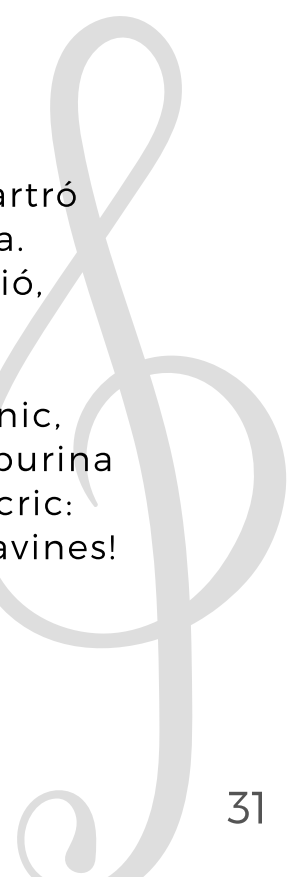 artró
a.
ió,
nic,
ourina
cric:
avines!
31